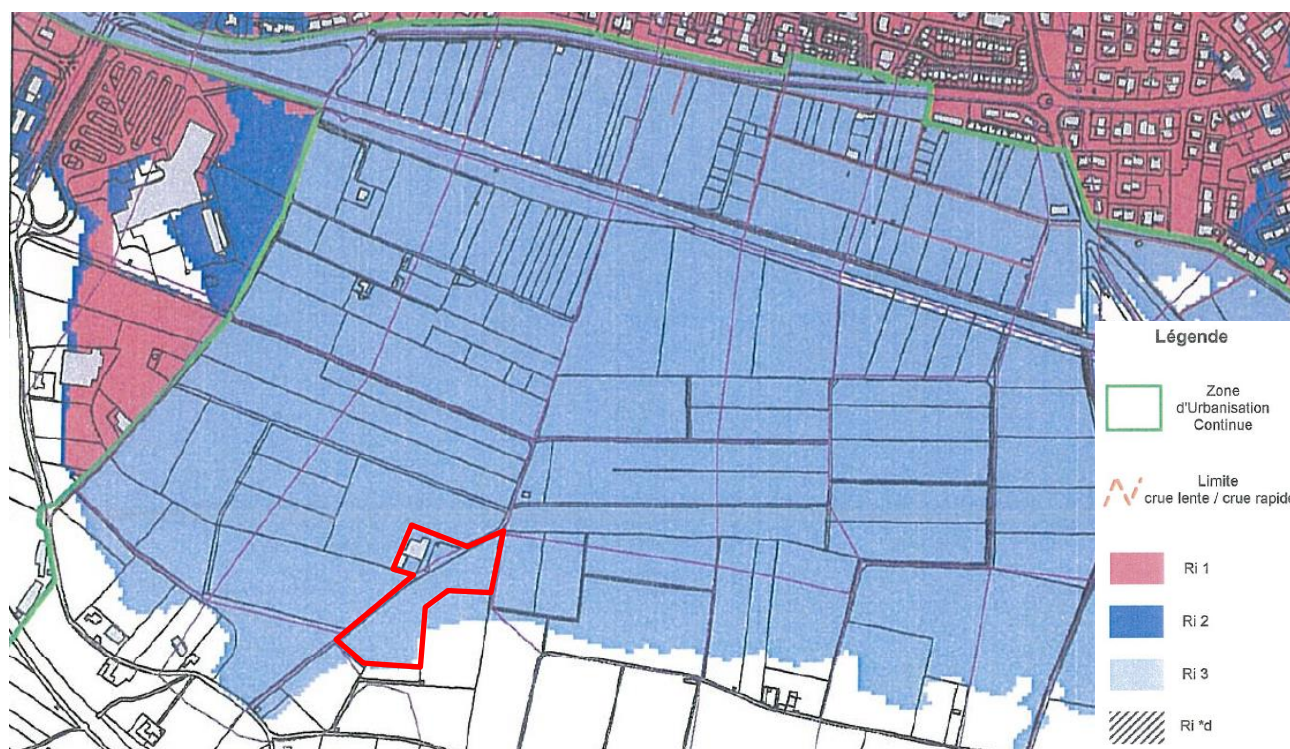 Légende
Zone
d'Urbanisation
Continue
Limite
crue lente / crue rapide
Ri 1
Ri 2
Ri 3
Ri *d